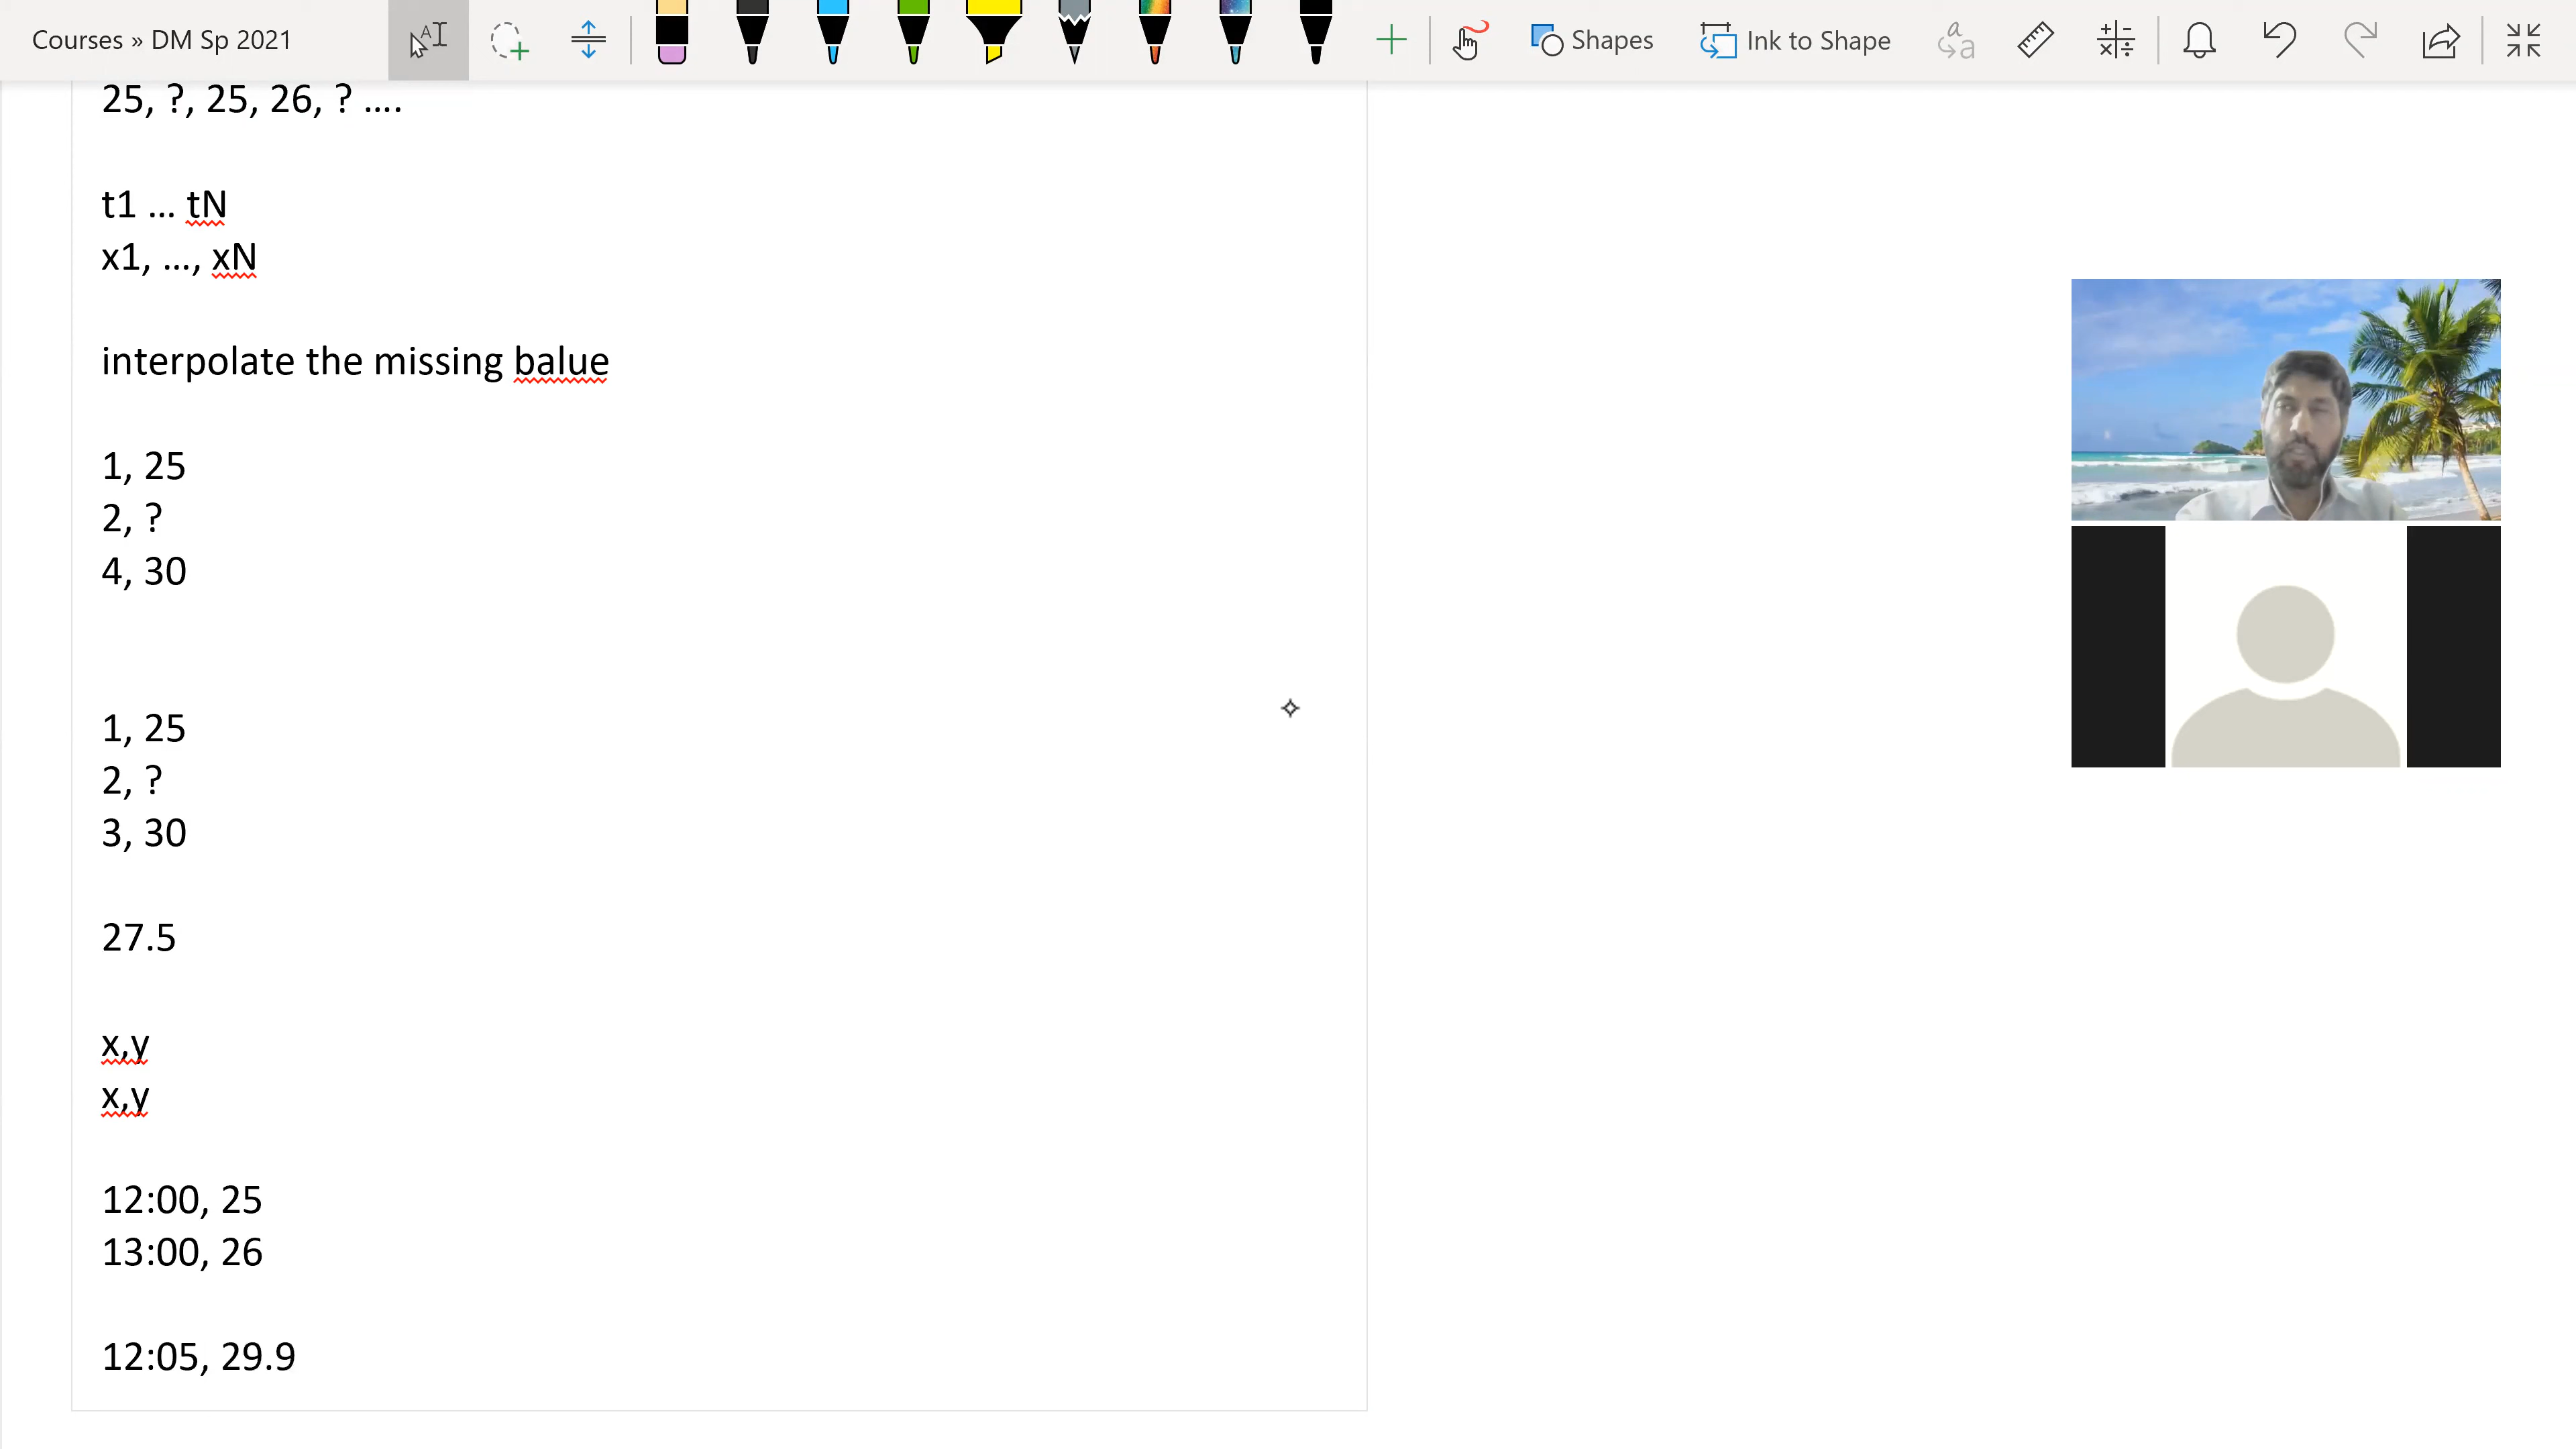 Courses » DM Sp 2021
Shapes
Ink to Shape
25, ?, 25, 26, ? ....
t1 ... tN
x1, ..., xN
interpolate the missing balue
1, 25
2, ?
4, 30
1, 25
2, ?
3, 30
27.5
x,y
x,y
12:00, 25
13:00, 26
12:05, 29.9